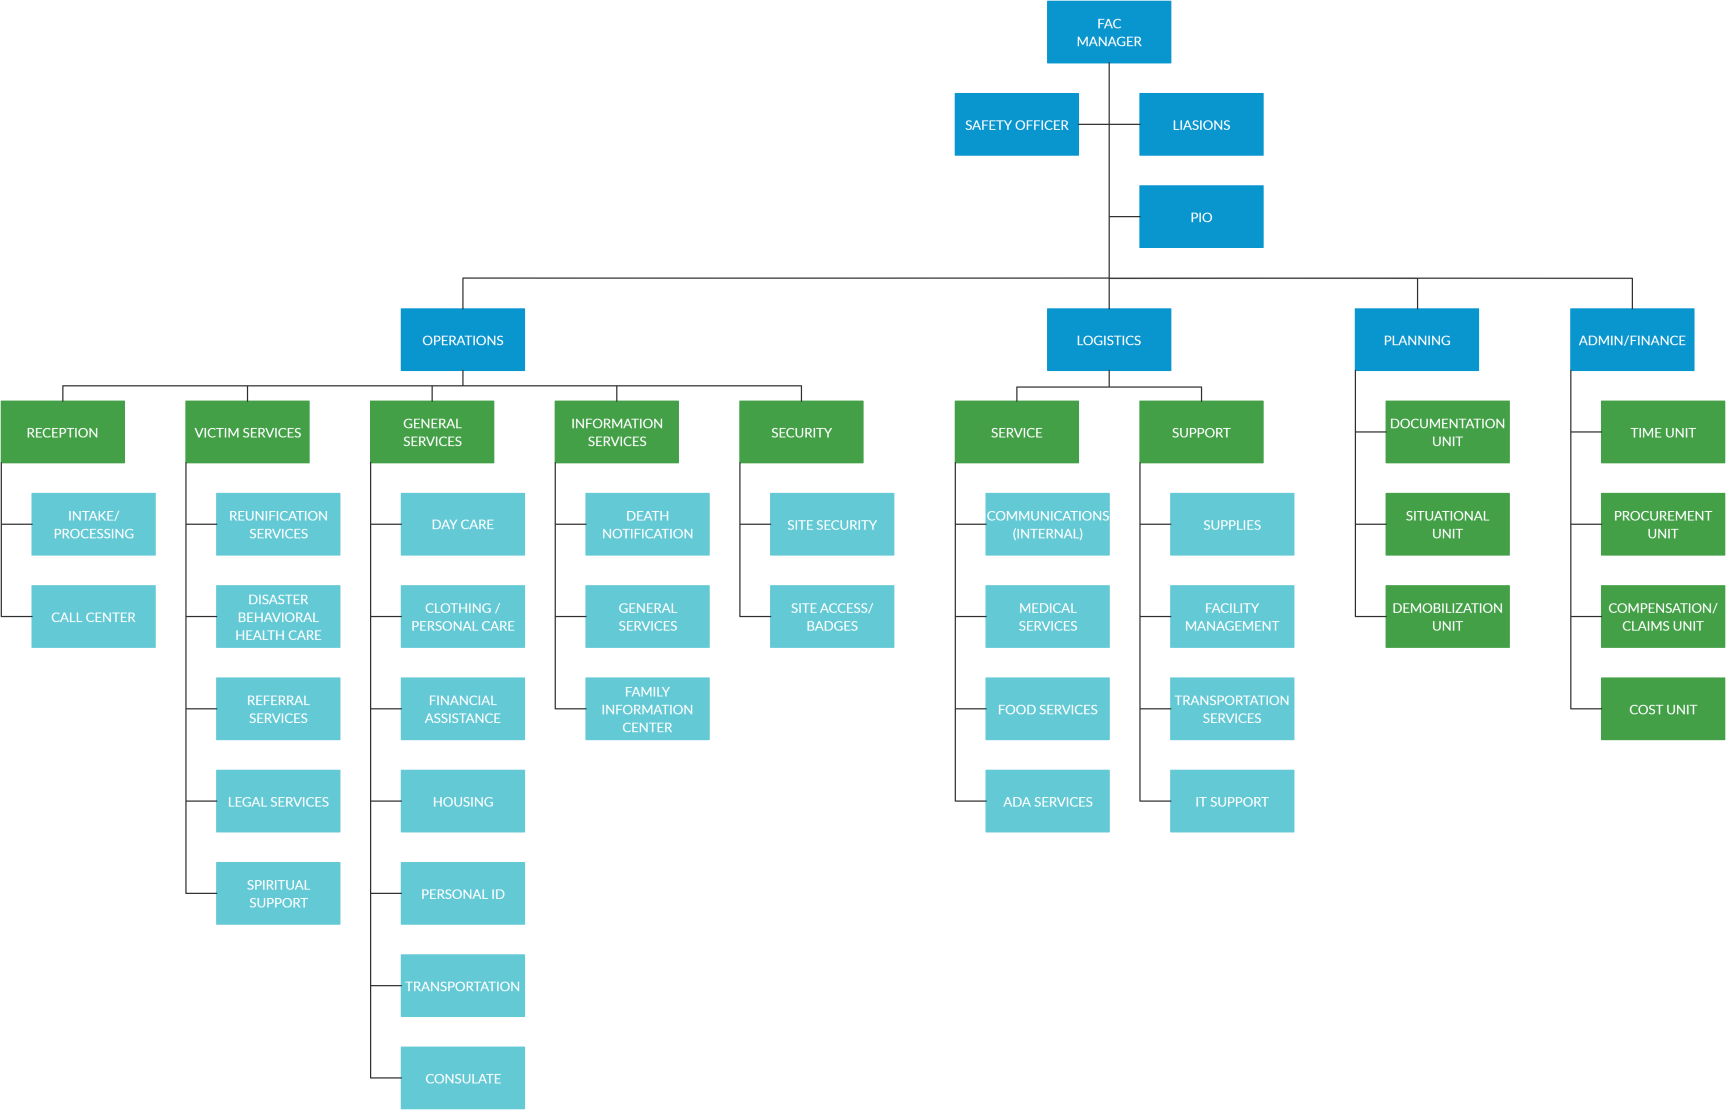 FAC
MANAGER
SAFETY OFFICER
LIASIONS
PIO
OPERATIONS
LOGISTICS
PLANNING
ADMIN/FINANCE
RECEPTION
VICTIM SERVICES
GENERAL
SERVICES
INFORMATION
SERVICES
SECURITY
SERVICE
SUPPORT
DOCUMENTATION
UNIT
TIME UNIT
INTAKE/
PROCESSING
REUNIFICATION
SERVICES
DAY CARE
DEATH
NOTIFICATION
SITE SECURITY
COMMUNICATIONS
(INTERNAL)
SUPPLIES
SITUATIONAL
UNIT
PROCUREMENT
UNIT
CALL CENTER
DISASTER
BEHAVIORAL
HEALTH CARE
CLOTHING /
PERSONAL CARE
GENERAL
SERVICES
SITE ACCESS/
BADGES
MEDICAL
SERVICES
FACILITY
MANAGEMENT
DEMOBILIZATION
UNIT
COMPENSATION/
CLAIMS UNIT
REFERRAL
SERVICES
FINANCIAL
ASSISTANCE
FAMILY
INFORMATION
CENTER
FOOD SERVICES
TRANSPORTATION
SERVICES
COST UNIT
LEGAL SERVICES
HOUSING
ADA SERVICES
IT SUPPORT
SPIRITUAL
SUPPORT
PERSONAL ID
TRANSPORTATION
CONSULATE